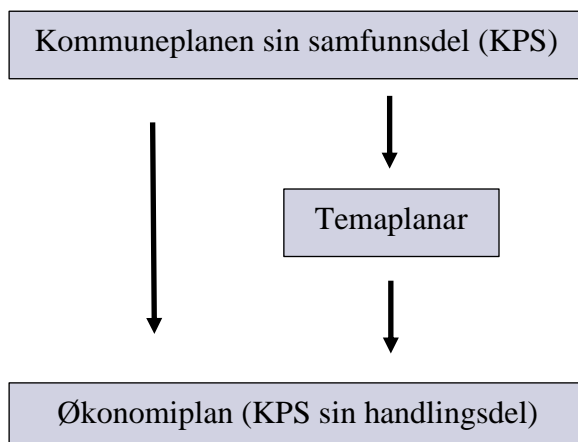 Kommuneplanen sin samfunnsdel (KPS)
Temaplanar
Økonomiplan (KPS sin handlingsdel)